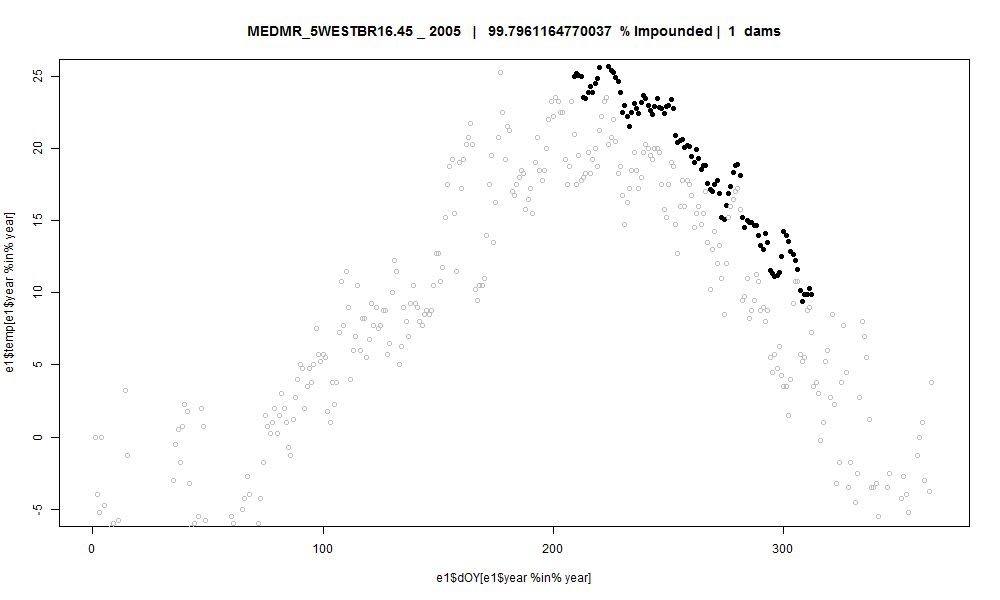 MEDMR_5WESTBR16.45 _ 2005 | 99.7961164770037 % Impounded | 1 dams
e1$temp[e1$year %in% year]
25
20
15
10
5
0
-5
0 100 200 300
e1$dOY[e1$year %in% year]